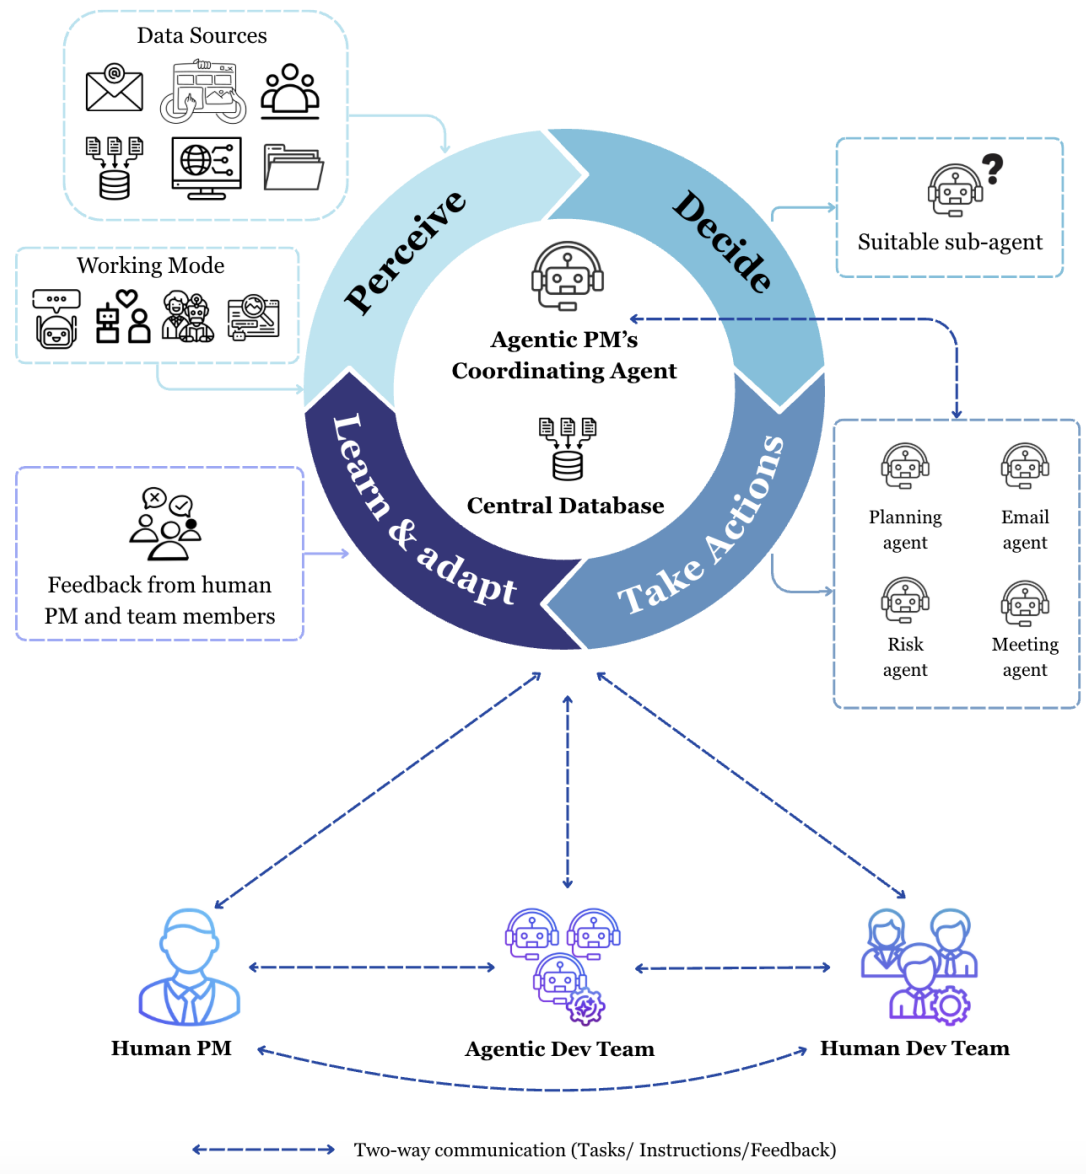 Data Sources
Working Mode
Feedback from human
PM and team members
Perceive
Decide
Take Actions
Learn & adapt
Agentic PM's
Coordinating Agent
Central Database
?
Suitable sub-agent
Planning
agent
Email
agent
Risk
agent
Meeting
agent
Human PM
Agentic Dev Team
Human Dev Team
Two-way communication (Tasks/ Instructions/Feedback)